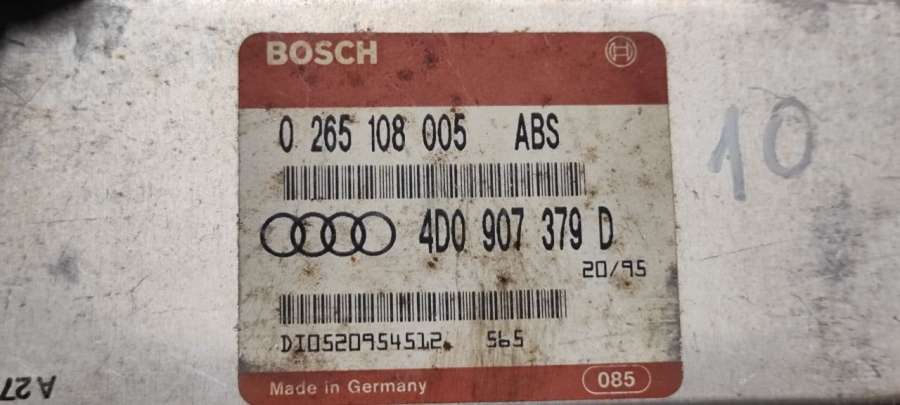 BOSCH
0 265 108 005 ABS
10
4D0 907 379 D
20/95
DI0520954512. 565
Made in Germany 085
A27